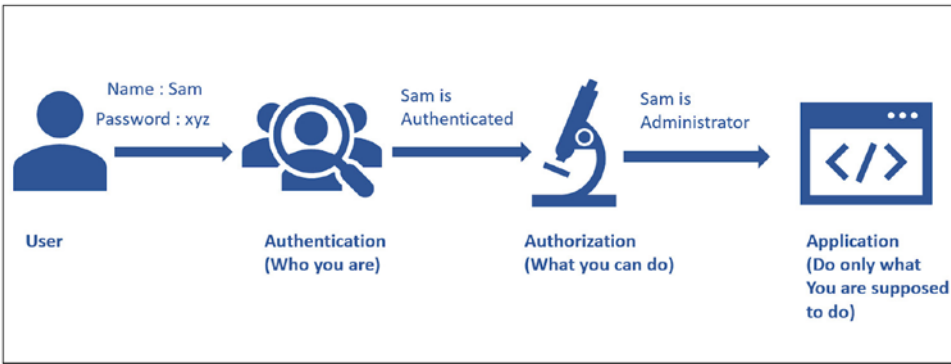 Name : Sam
Password : xyz
Sam is
Authenticated
Sam is
Administrator
</>
User
Authentication
(Who you are)
Authorization
(What you can do)
Application
(Do only what
You are supposed
to do)